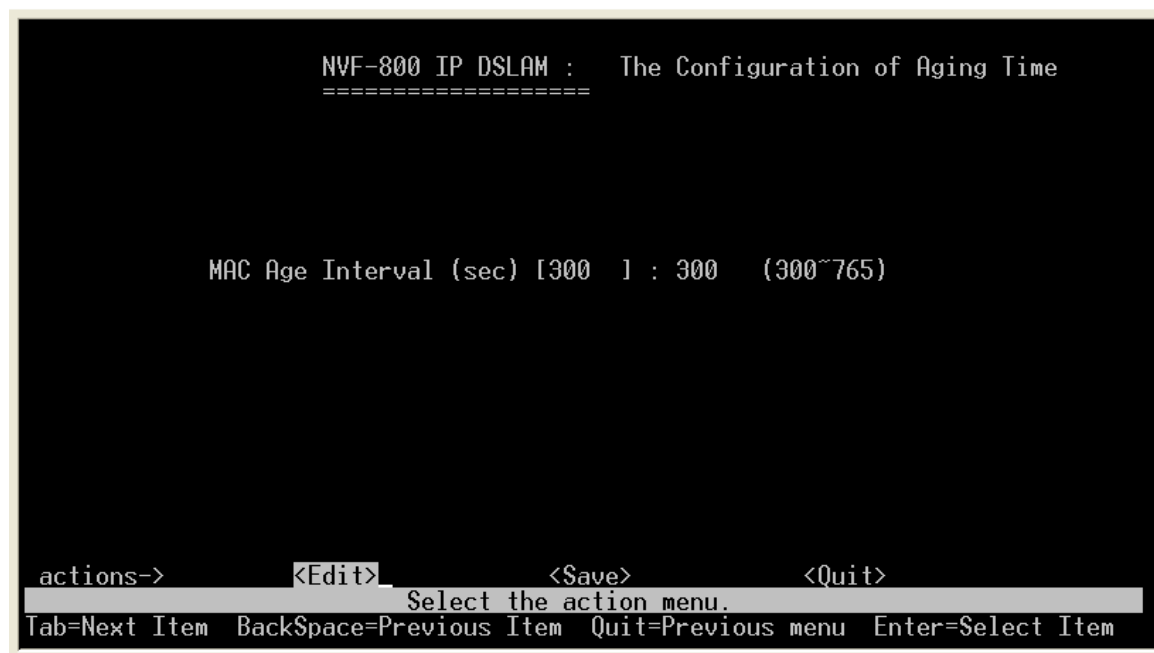 NVF-800 IP DSLAM :   The Configuration of Aging Time
===================
MAC Age Interval (sec) [300  ] : 300   (300~765)
actions-> <Edit>_ <Save> <Quit>
Select the action menu.
Tab=Next Item  BackSpace=Previous Item  Quit=Previous menu  Enter=Select Item